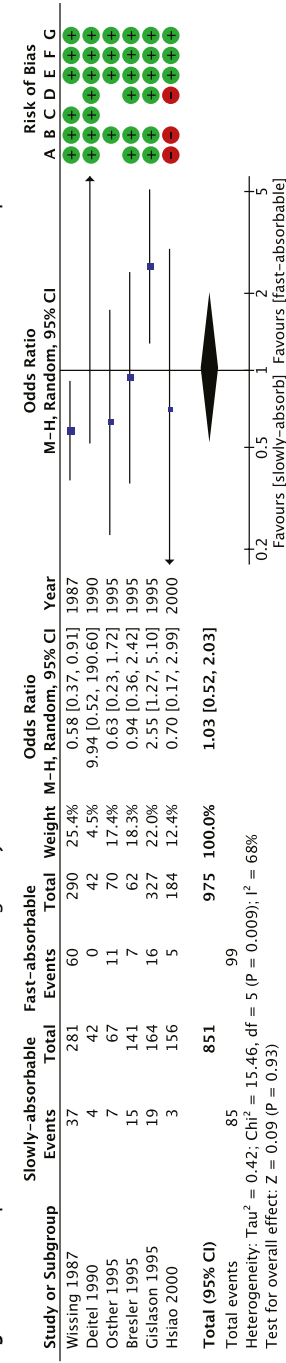 Slowly-absorbable Fast-absorbable Odds Ratio Odds Ratio Risk of Bias
Study or Subgroup Events Total Events Total Weight M-H, Random, 95% CI Year M-H, Random, 95% CI A B C D E F G
Wissing 1987 37 281 60 290 25.4% 0.58 [0.37, 0.91] 1987
Deitel 1990 4 42 0 42 4.5% 9.94 [0.52, 190.60] 1990
Osther 1995 7 67 11 70 17.4% 0.63 [0.23, 1.72] 1995
Bresler 1995 15 141 7 62 18.3% 0.94 [0.36, 2.42] 1995
Gislason 1995 19 164 16 327 22.0% 2.55 [1.27, 5.10] 1995
Hsiao 2000 3 156 5 184 12.4% 0.70 [0.17, 2.99] 2000
Total (95% CI) 851 975 100.0% 1.03 [0.52, 2.03]
Total events 85 99
Heterogeneity: Tau² = 0.42; Chi² = 15.46, df = 5 (P = 0.009); I² = 68%
Test for overall effect: Z = 0.09 (P = 0.93)
0.2 0.5 1 2 5
Favours [slowly-absorb] Favours [fast-absorbable]